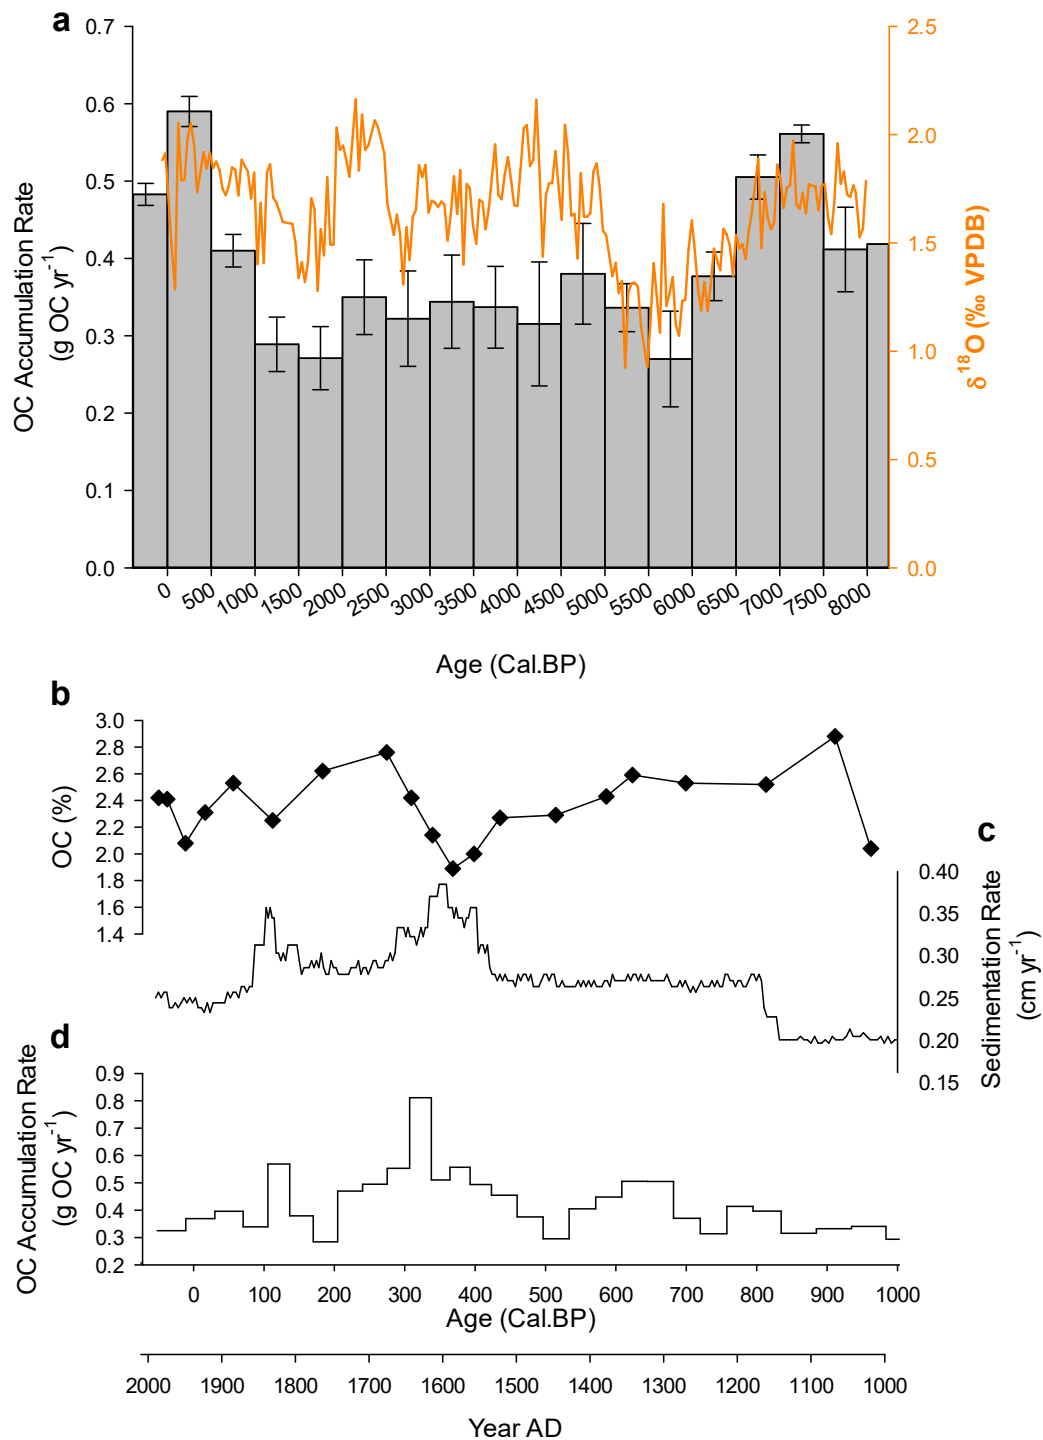 a
0.7
0.6
0.5
0.4
0.3
0.2
0.1
0.0
OC Accumulation Rate
(g OC yr-1)
2.5
2.0
1.5
1.0
0.5
0.0
δ18O (‰ VPDB)
0 500 1000 1500 2000 2500 3000 3500 4000 4500 5000 5500 6000 6500 7000 7500 8000
Age (Cal.BP)
b
3.0
2.8
2.6
2.4
2.2
2.0
1.8
1.6
1.4
OC (%)
c
0.40
0.35
0.30
0.25
0.20
0.15
Sedimentation Rate
(cm yr-1)
d
0.9
0.8
0.7
0.6
0.5
0.4
0.3
0.2
OC Accumulation Rate
(g OC yr-1)
0 100 200 300 400 500 600 700 800 900 1000
Age (Cal.BP)
2000 1900 1800 1700 1600 1500 1400 1300 1200 1100 1000
Year AD